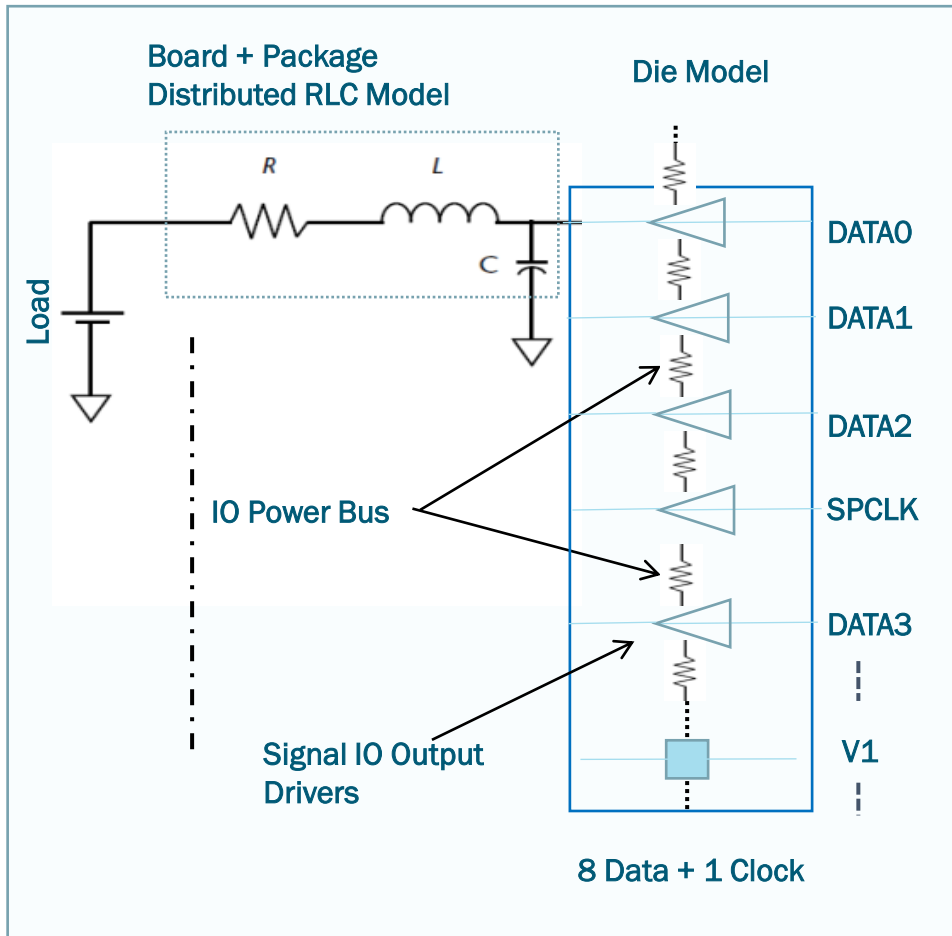 Board + Package
Distributed RLC Model
Die Model
R
L
C
Load
DATA0
DATA1
DATA2
IO Power Bus
SPCLK
DATA3
Signal IO Output
Drivers
V1
8 Data + 1 Clock